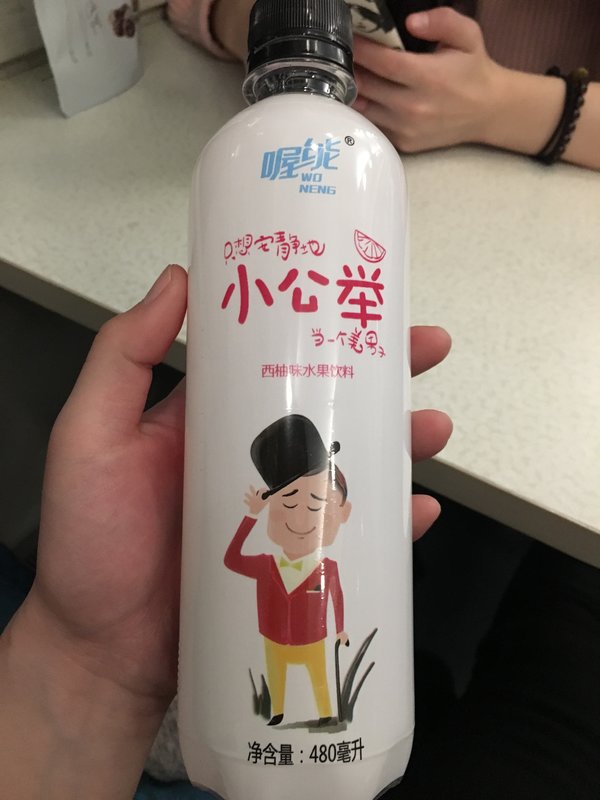 喔能®
WO
NENG
只想安静地
小公举
当一个美男子
西柚味水果饮料
净含量：480毫升